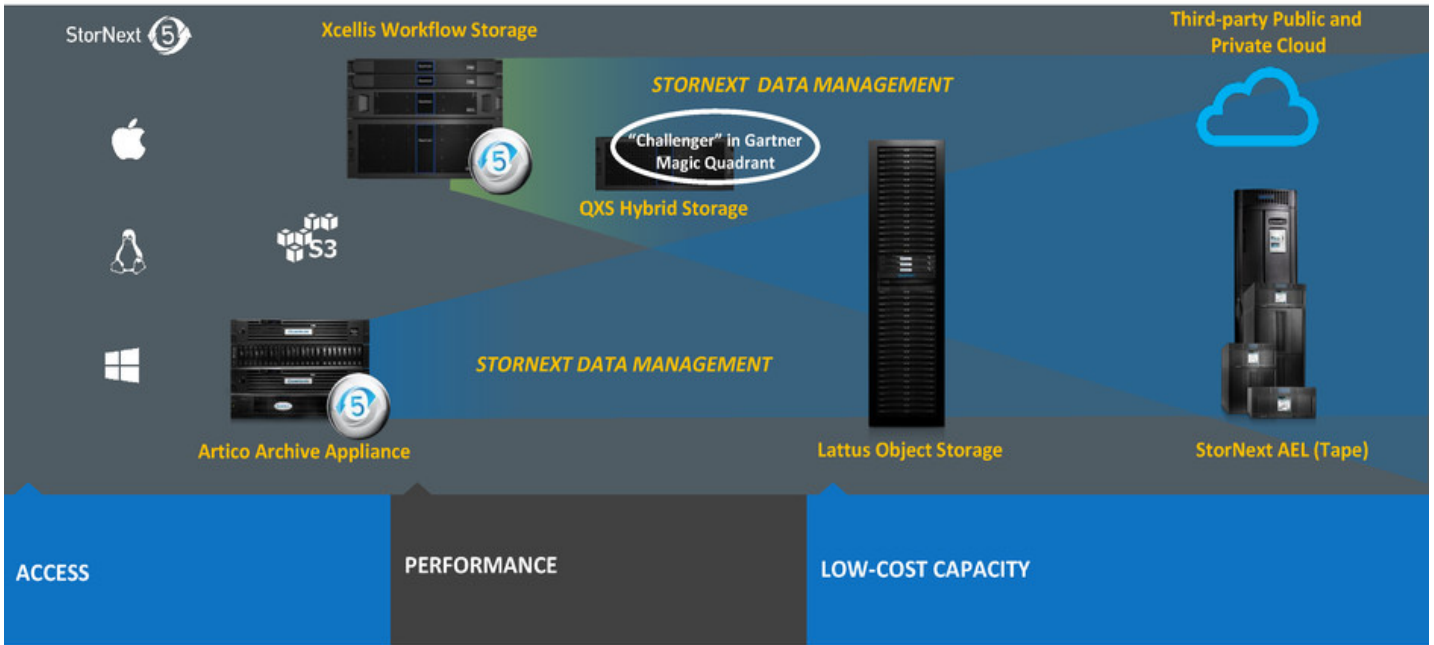 StorNext 5
Xcellis Workflow Storage
Third-party Public and
Private Cloud
STORNEXT DATA MANAGEMENT
"Challenger" in Gartner
Magic Quadrant
5
QXS Hybrid Storage
S3
STORNEXT DATA MANAGEMENT
5
Artico Archive Appliance
Lattus Object Storage
StorNext AEL (Tape)
ACCESS
PERFORMANCE
LOW-COST CAPACITY